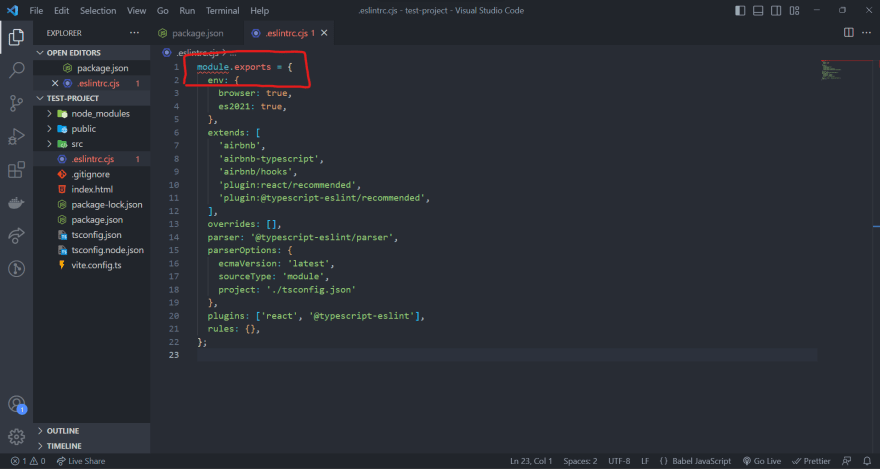 File Edit Selection View Go Run Terminal Help
.eslintrc.cjs - test-project - Visual Studio Code
EXPLORER
package.json
.eslintrc.cjs 1
OPEN EDITORS
package.json
.eslintrc.cjs 1
TEST-PROJECT
node_modules
public
src
.eslintrc.cjs 1
.gitignore
index.html
package-lock.json
package.json
tsconfig.json
tsconfig.node.json
vite.config.ts
OUTLINE
TIMELINE
.eslintrc.cjs > ...
1 module.exports = {
2 env: {
3 browser: true,
4 es2021: true,
5 },
6 extends: [
7 'airbnb',
8 'airbnb-typescript',
9 'airbnb/hooks',
10 'plugin:react/recommended',
11 'plugin:@typescript-eslint/recommended',
12 ],
13 overrides: [],
14 parser: '@typescript-eslint/parser',
15 parserOptions: {
16 ecmaVersion: 'latest',
17 sourceType: 'module',
18 project: './tsconfig.json'
19 },
20 plugins: ['react', '@typescript-eslint'],
21 rules: {},
22 };
23
1
1 0 Live Share
Ln 23, Col 1 Spaces: 2 UTF-8 LF { } Babel JavaScript Go Live Prettier